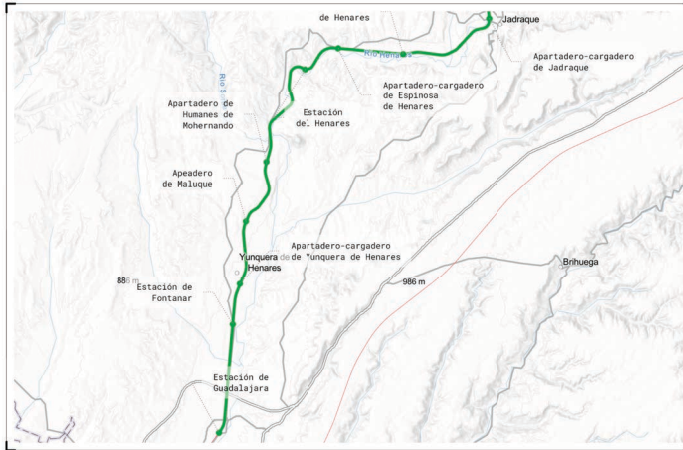 de Henares
Jadraque
Río Henares
Apartadero-cargadero
de Jadraque
Apartadero-cargadero
de Espinosa
de Henares
Apartadero de
Humanes de
Mohernando
Estación
de. Henares
Apeadero
de Maluque
Yunquera de
Henares
Apartadero-cargadero
de Yunquera de Henares
Brihuega
Estación de
Fontanar
986 m
Estación de
Guadalajara